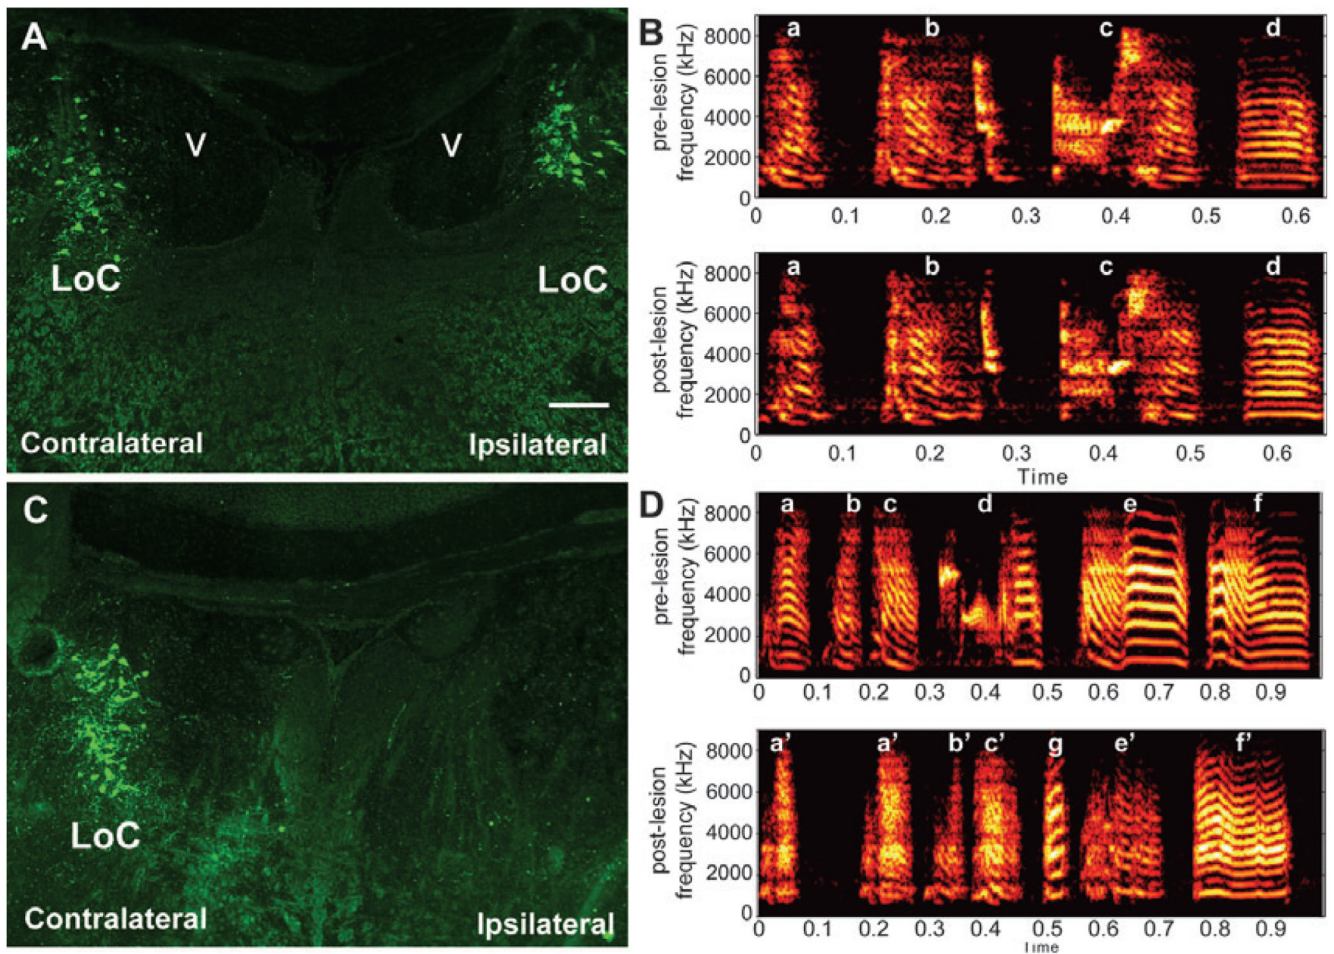 A
V
V
LoC
LoC
Contralateral
Ipsilateral
B
pre-lesion
frequency (kHz)
a
b
c
d
8000
6000
4000
2000
0
0 0.1 0.2 0.3 0.4 0.5 0.6
post-lesion
frequency (kHz)
a
b
c
d
8000
6000
4000
2000
0
0 0.1 0.2 0.3 0.4 0.5 0.6
Time
C
LoC
Contralateral
Ipsilateral
D
pre-lesion
frequency (kHz)
a
b
c
d
e
f
8000
6000
4000
2000
0
0 0.1 0.2 0.3 0.4 0.5 0.6 0.7 0.8 0.9
post-lesion
frequency (kHz)
a'
a'
b'
c'
g
e'
f'
8000
6000
4000
2000
0
0 0.1 0.2 0.3 0.4 0.5 0.6 0.7 0.8 0.9
Time